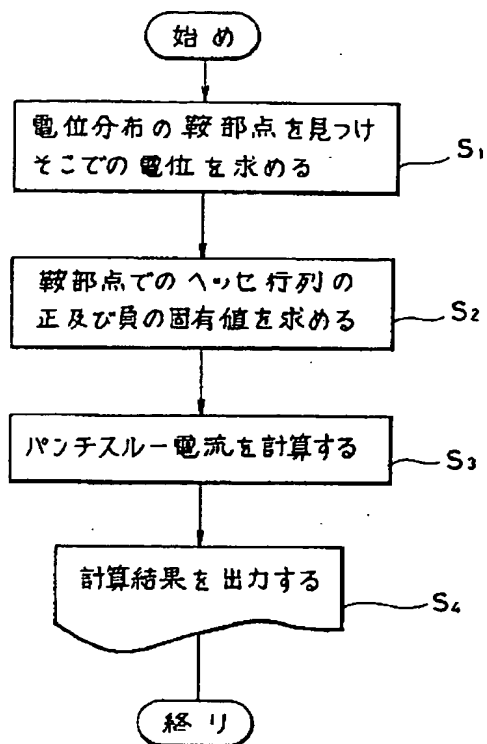 始め
電位分布の鞍部点を見つけ
そこでの電位を求める
S1
鞍部点でのヘッセ行列の
正及び負の固有値を求める
S2
パンチスルー電流を計算する
S3
計算結果を出力する
S4
終り